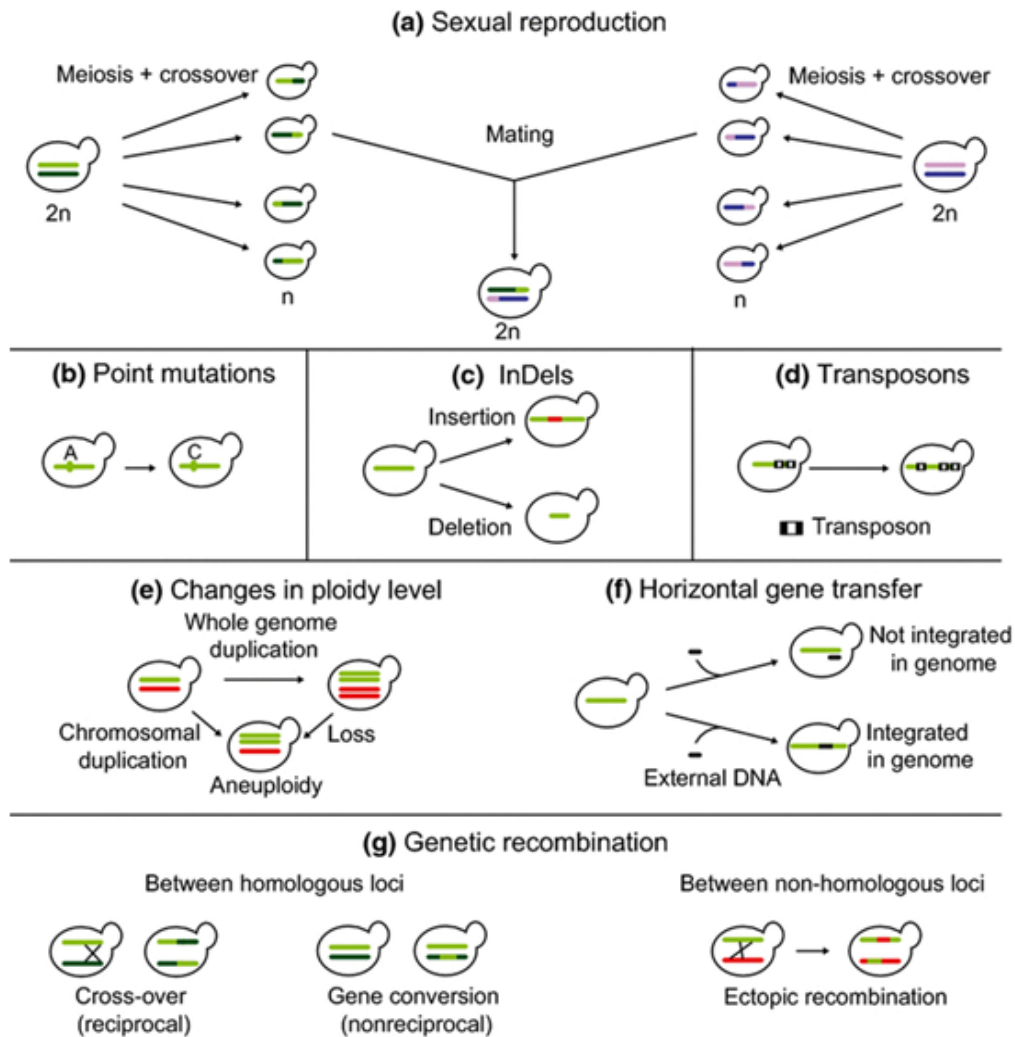 (a) Sexual reproduction
Meiosis + crossover
Meiosis + crossover
Mating
2n
2n
n
n
2n
(b) Point mutations
A
C
(c) InDels
Insertion
Deletion
(d) Transposons
Transposon
(e) Changes in ploidy level
Whole genome
duplication
Chromosomal
duplication
Loss
Aneuploidy
(f) Horizontal gene transfer
Not integrated
in genome
Integrated
in genome
External DNA
(g) Genetic recombination
Between homologous loci
Between non-homologous loci
Cross-over
(reciprocal)
Gene conversion
(nonreciprocal)
Ectopic recombination